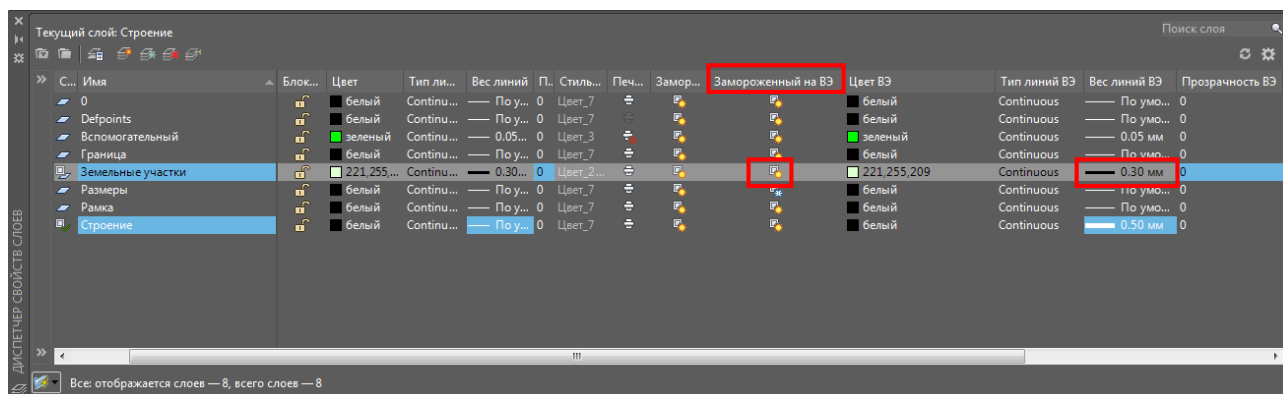 Текущий слой: Строение
Поиск слоя
С... Имя Блок... Цвет Тип ли... Вес линий П.. Стиль... Печ... Замор... Замороженный на ВЭ Цвет ВЭ Тип линий ВЭ Вес линий ВЭ Прозрачность ВЭ
0 белый Continu... По у... 0 Цвет_7 белый Continuous По умо... 0
Defpoints белый Continu... По у... 0 Цвет_7 белый Continuous По умо... 0
Вспомогательный зеленый Continu... 0.05... 0 Цвет_3 зеленый Continuous 0.05 мм 0
Граница белый Continu... По у... 0 Цвет_7 белый Continuous По умо... 0
Земельные участки 221,255,... Continu... 0.30... 0 Цвет_2... 221,255,209 Continuous 0.30 мм 0
Размеры белый Continu... По у... 0 Цвет_7 белый Continuous По умо... 0
Рамка белый Continu... По у... 0 Цвет_7 белый Continuous По умо... 0
Строение белый Continu... По у... 0 Цвет_7 белый Continuous 0.50 мм 0
ДИСПЕТЧЕР СВОЙСТВ СЛОЕВ
Все: отображается слоев — 8, всего слоев — 8